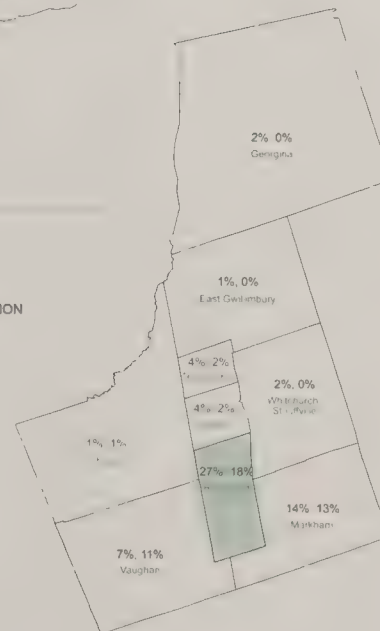 2% 0%
Georgina
1%, 0%
East Gwillimbury
ION
4% 2%
2%, 0%
Whitchurch
4% 2%
1% 1%
27% 18%
14% 13%
Markham
7%, 11%
Vaughan